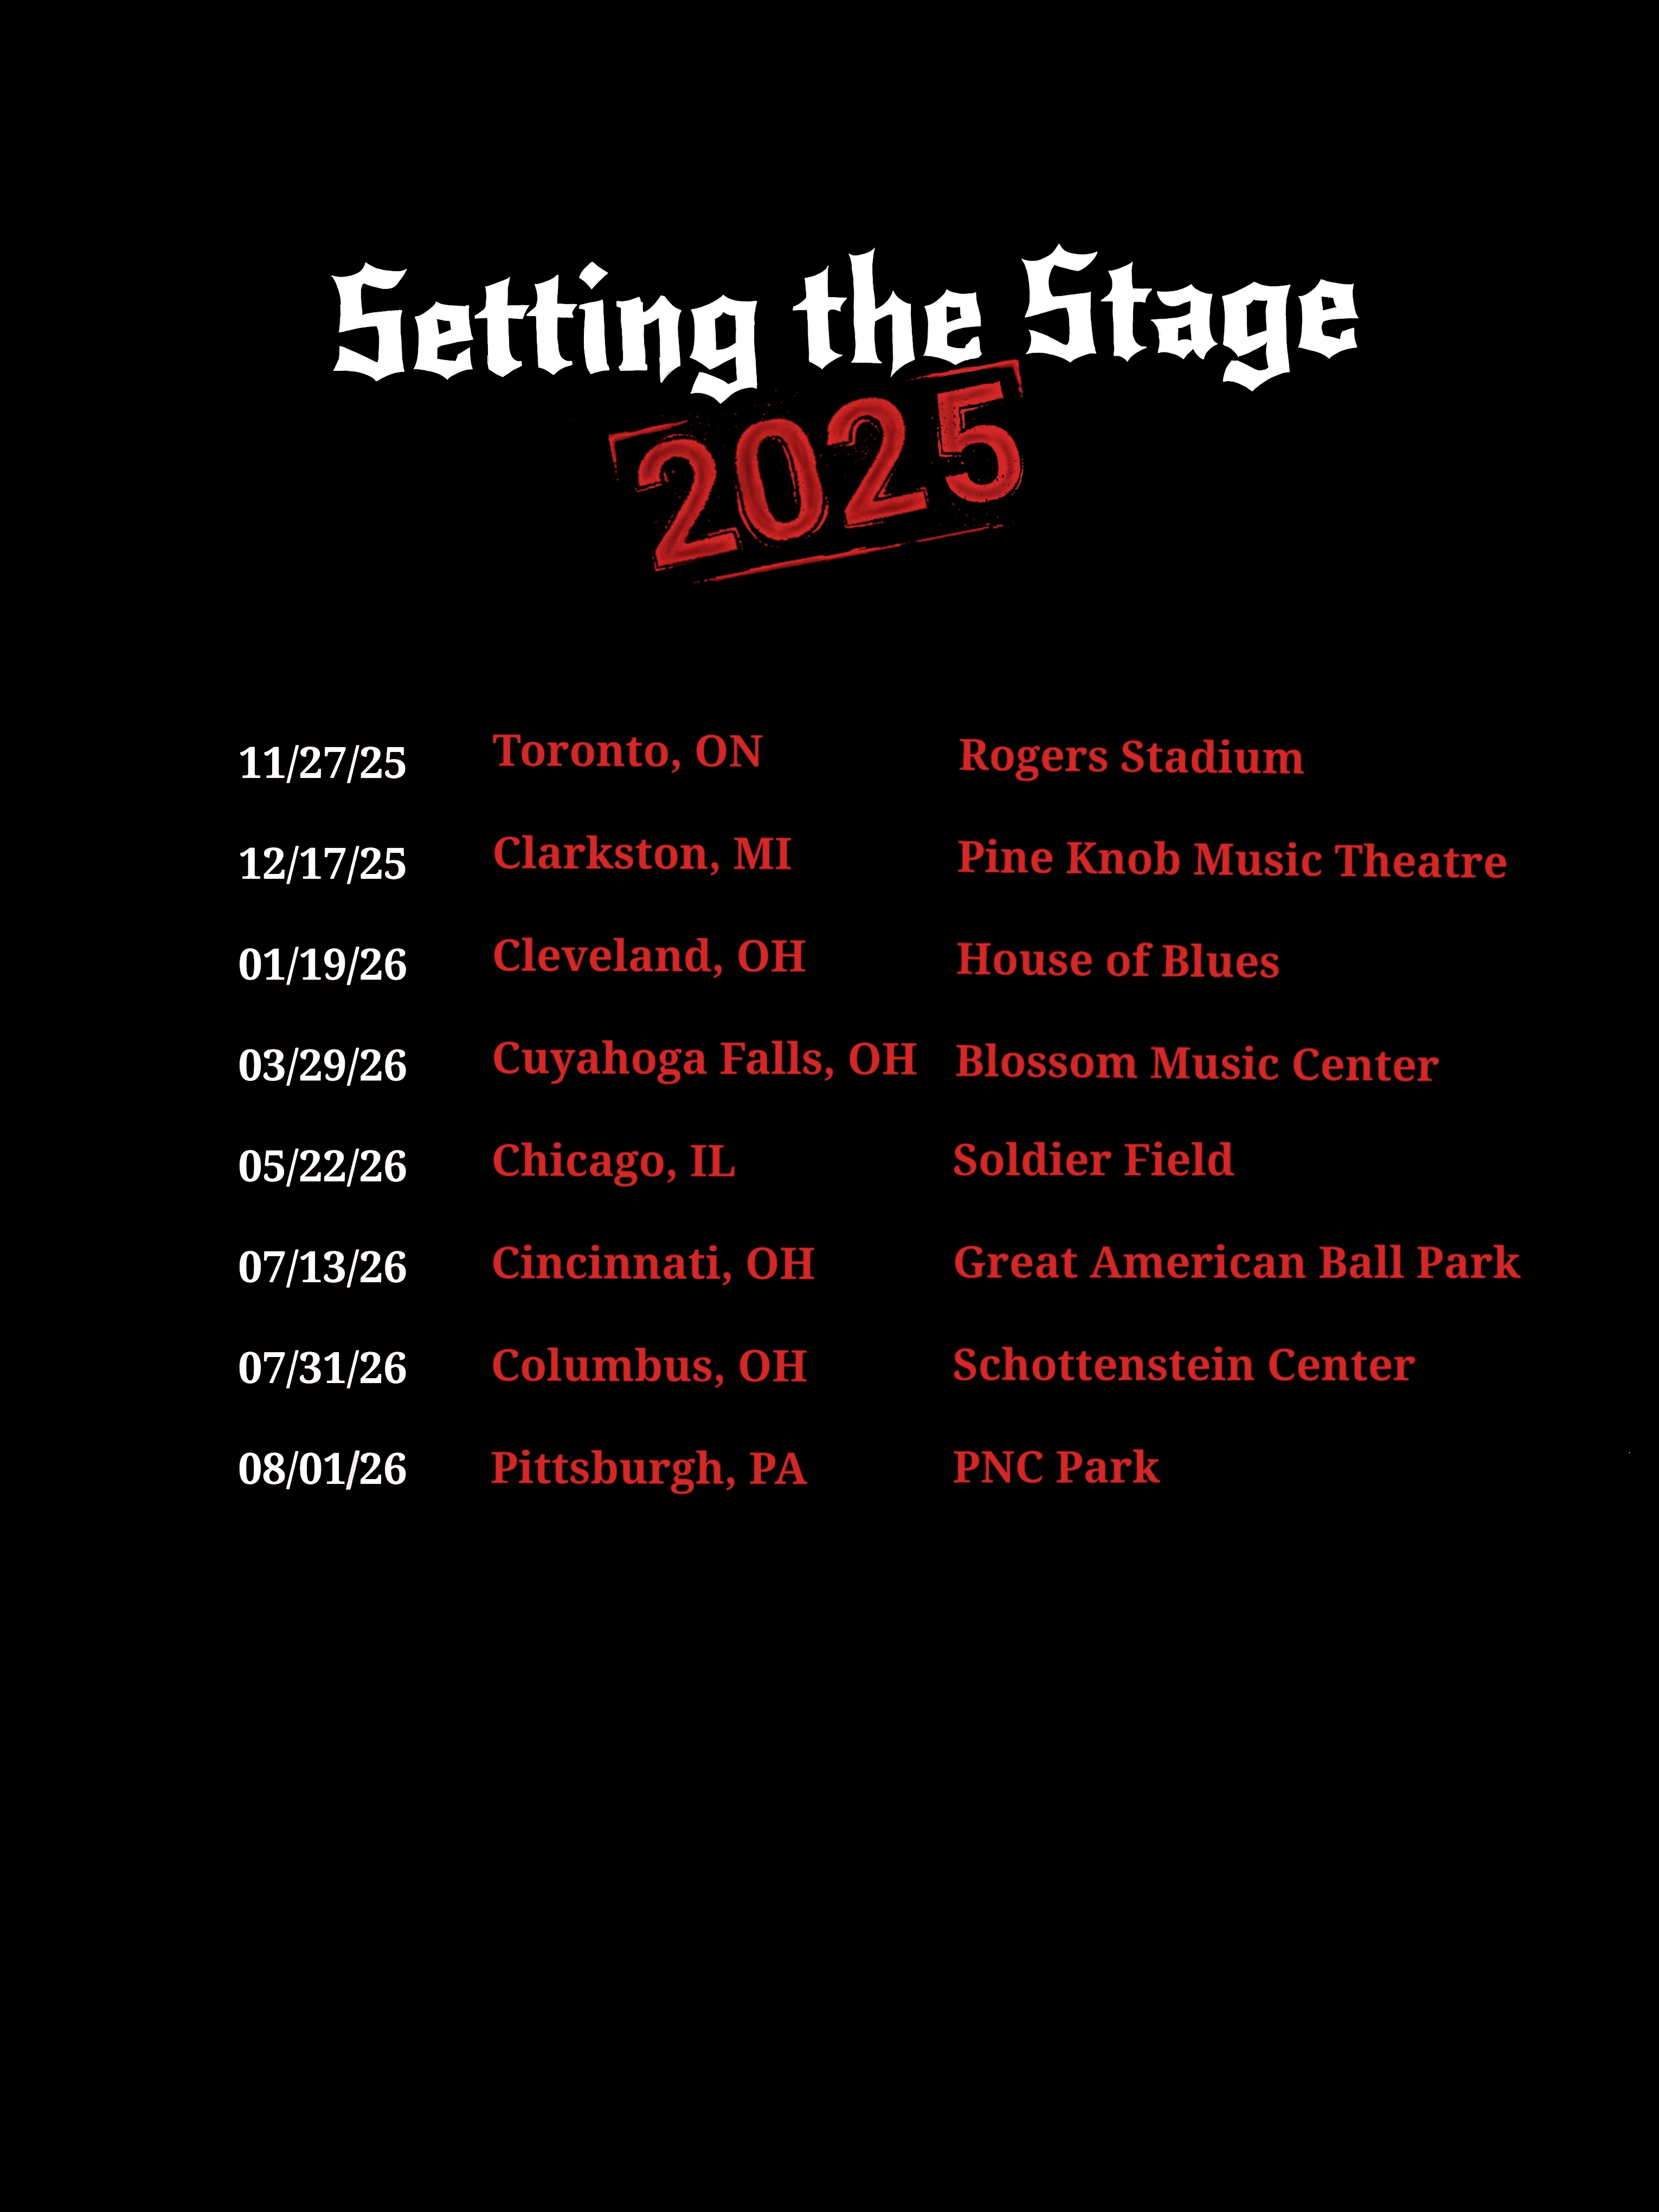 Setting the Stage
2025
11/27/25 Toronto, ON Rogers Stadium
12/17/25 Clarkston, MI Pine Knob Music Theatre
01/19/26 Cleveland, OH House of Blues
03/29/26 Cuyahoga Falls, OH Blossom Music Center
05/22/26 Chicago, IL Soldier Field
07/13/26 Cincinnati, OH Great American Ball Park
07/31/26 Columbus, OH Schottenstein Center
08/01/26 Pittsburgh, PA PNC Park